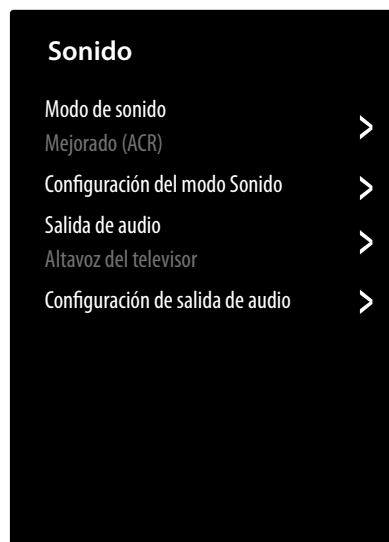 Sonido
Modo de sonido
Mejorado (ACR)
Configuración del modo Sonido
Salida de audio
Altavoz del televisor
Configuración de salida de audio